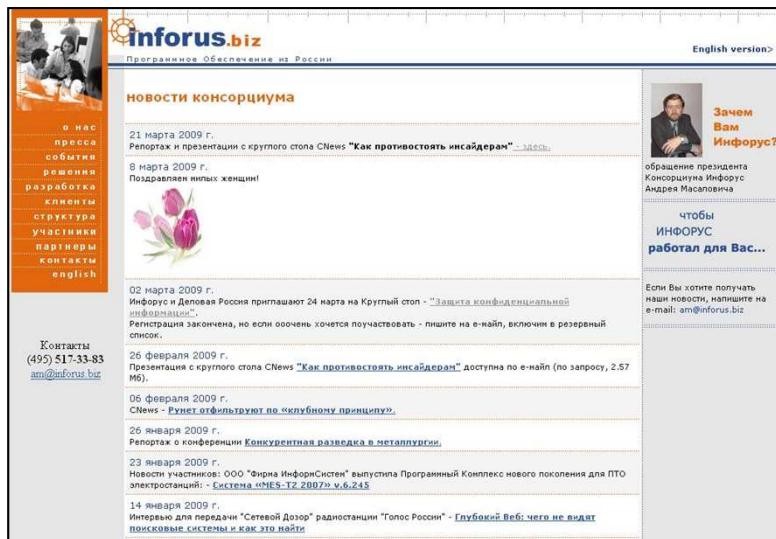 inforus.biz
Программное Обеспечение из России
English version>
о нас
пресса
события
решения
разработка
клиенты
структура
участники
партнеры
контакты
english
Контакты
(495) 517-33-83
am@inforus.biz
новости консорциума
21 марта 2009 г.
Репортаж и презентации с круглого стола CNews "Как противостоять инсайдерам" - здесь.
8 марта 2009 г.
Поздравляем милых женщин!
02 марта 2009 г.
Инфорус и Деловая Россия приглашают 24 марта на Круглый стол - "Защита конфиденциальной
информации".
Регистрация закончена, но если ооочень хочется поучаствовать - пишите на е-майл, включим в резервный
список.
26 февраля 2009 г.
Презентация с круглого стола CNews "Как противостоять инсайдерам" доступна по е-майл (по запросу, 2.57
Мб).
06 февраля 2009 г.
CNews - Рунет отфильтруют по «клубному принципу».
26 января 2009 г.
Репортаж о конференции Конкурентная разведка в металлургии.
23 января 2009 г.
Новости участников: ООО "Фирма ИнформСистем" выпустила Программный Комплекс нового поколения для ПТО
электростанций: - Система «MES-T2 2007» v.6.245
14 января 2009 г.
Интервью для передачи "Сетевой Дозор" радиостанции "Голос России" - Глубокий Веб: чего не видят
поисковые системы и как это найти
Зачем
Вам
Инфорус?
обращение президента
Консорциума Инфорус
Андрея Масаловича
чтобы
ИНФОРУС
работал для Вас...
Если Вы хотите получать
наши новости, напишите на
e-mail: am@inforus.biz